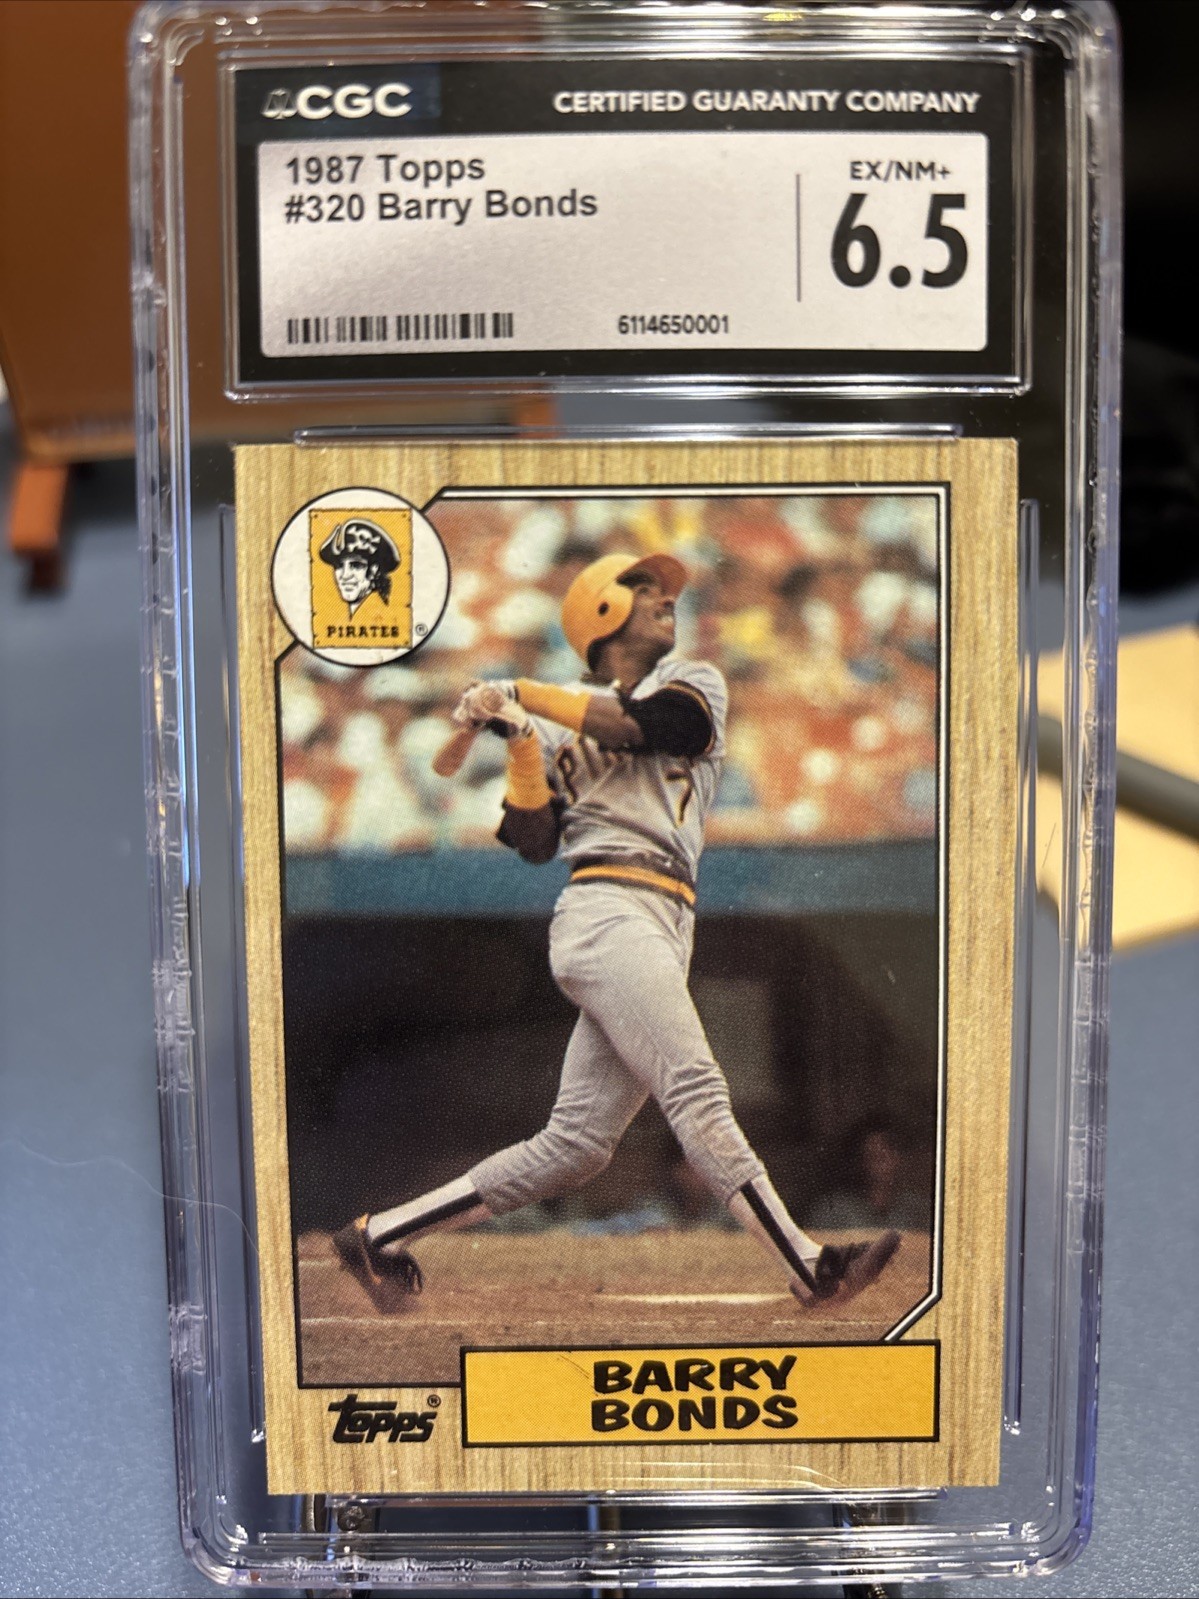 CGC
CERTIFIED GUARANTY COMPANY
1987 Topps
#320 Barry Bonds
EX/NM+
6.5
6114650001
PIRATES ®
P
7
BARRY
BONDS
Topps®